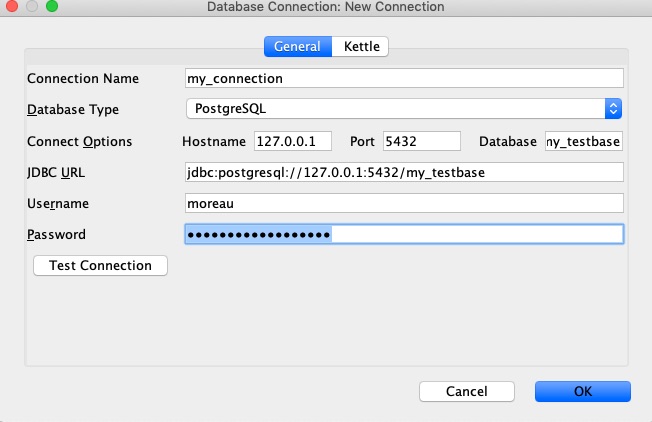 Database Connection: New Connection
General Kettle
Connection Name my_connection
Database Type PostgreSQL
Connect Options Hostname 127.0.0.1 Port 5432 Database my_testbase
JDBC URL jdbc:postgresql://127.0.0.1:5432/my_testbase
Username moreau
Password ••••••••••••••••••
Test Connection
Cancel OK